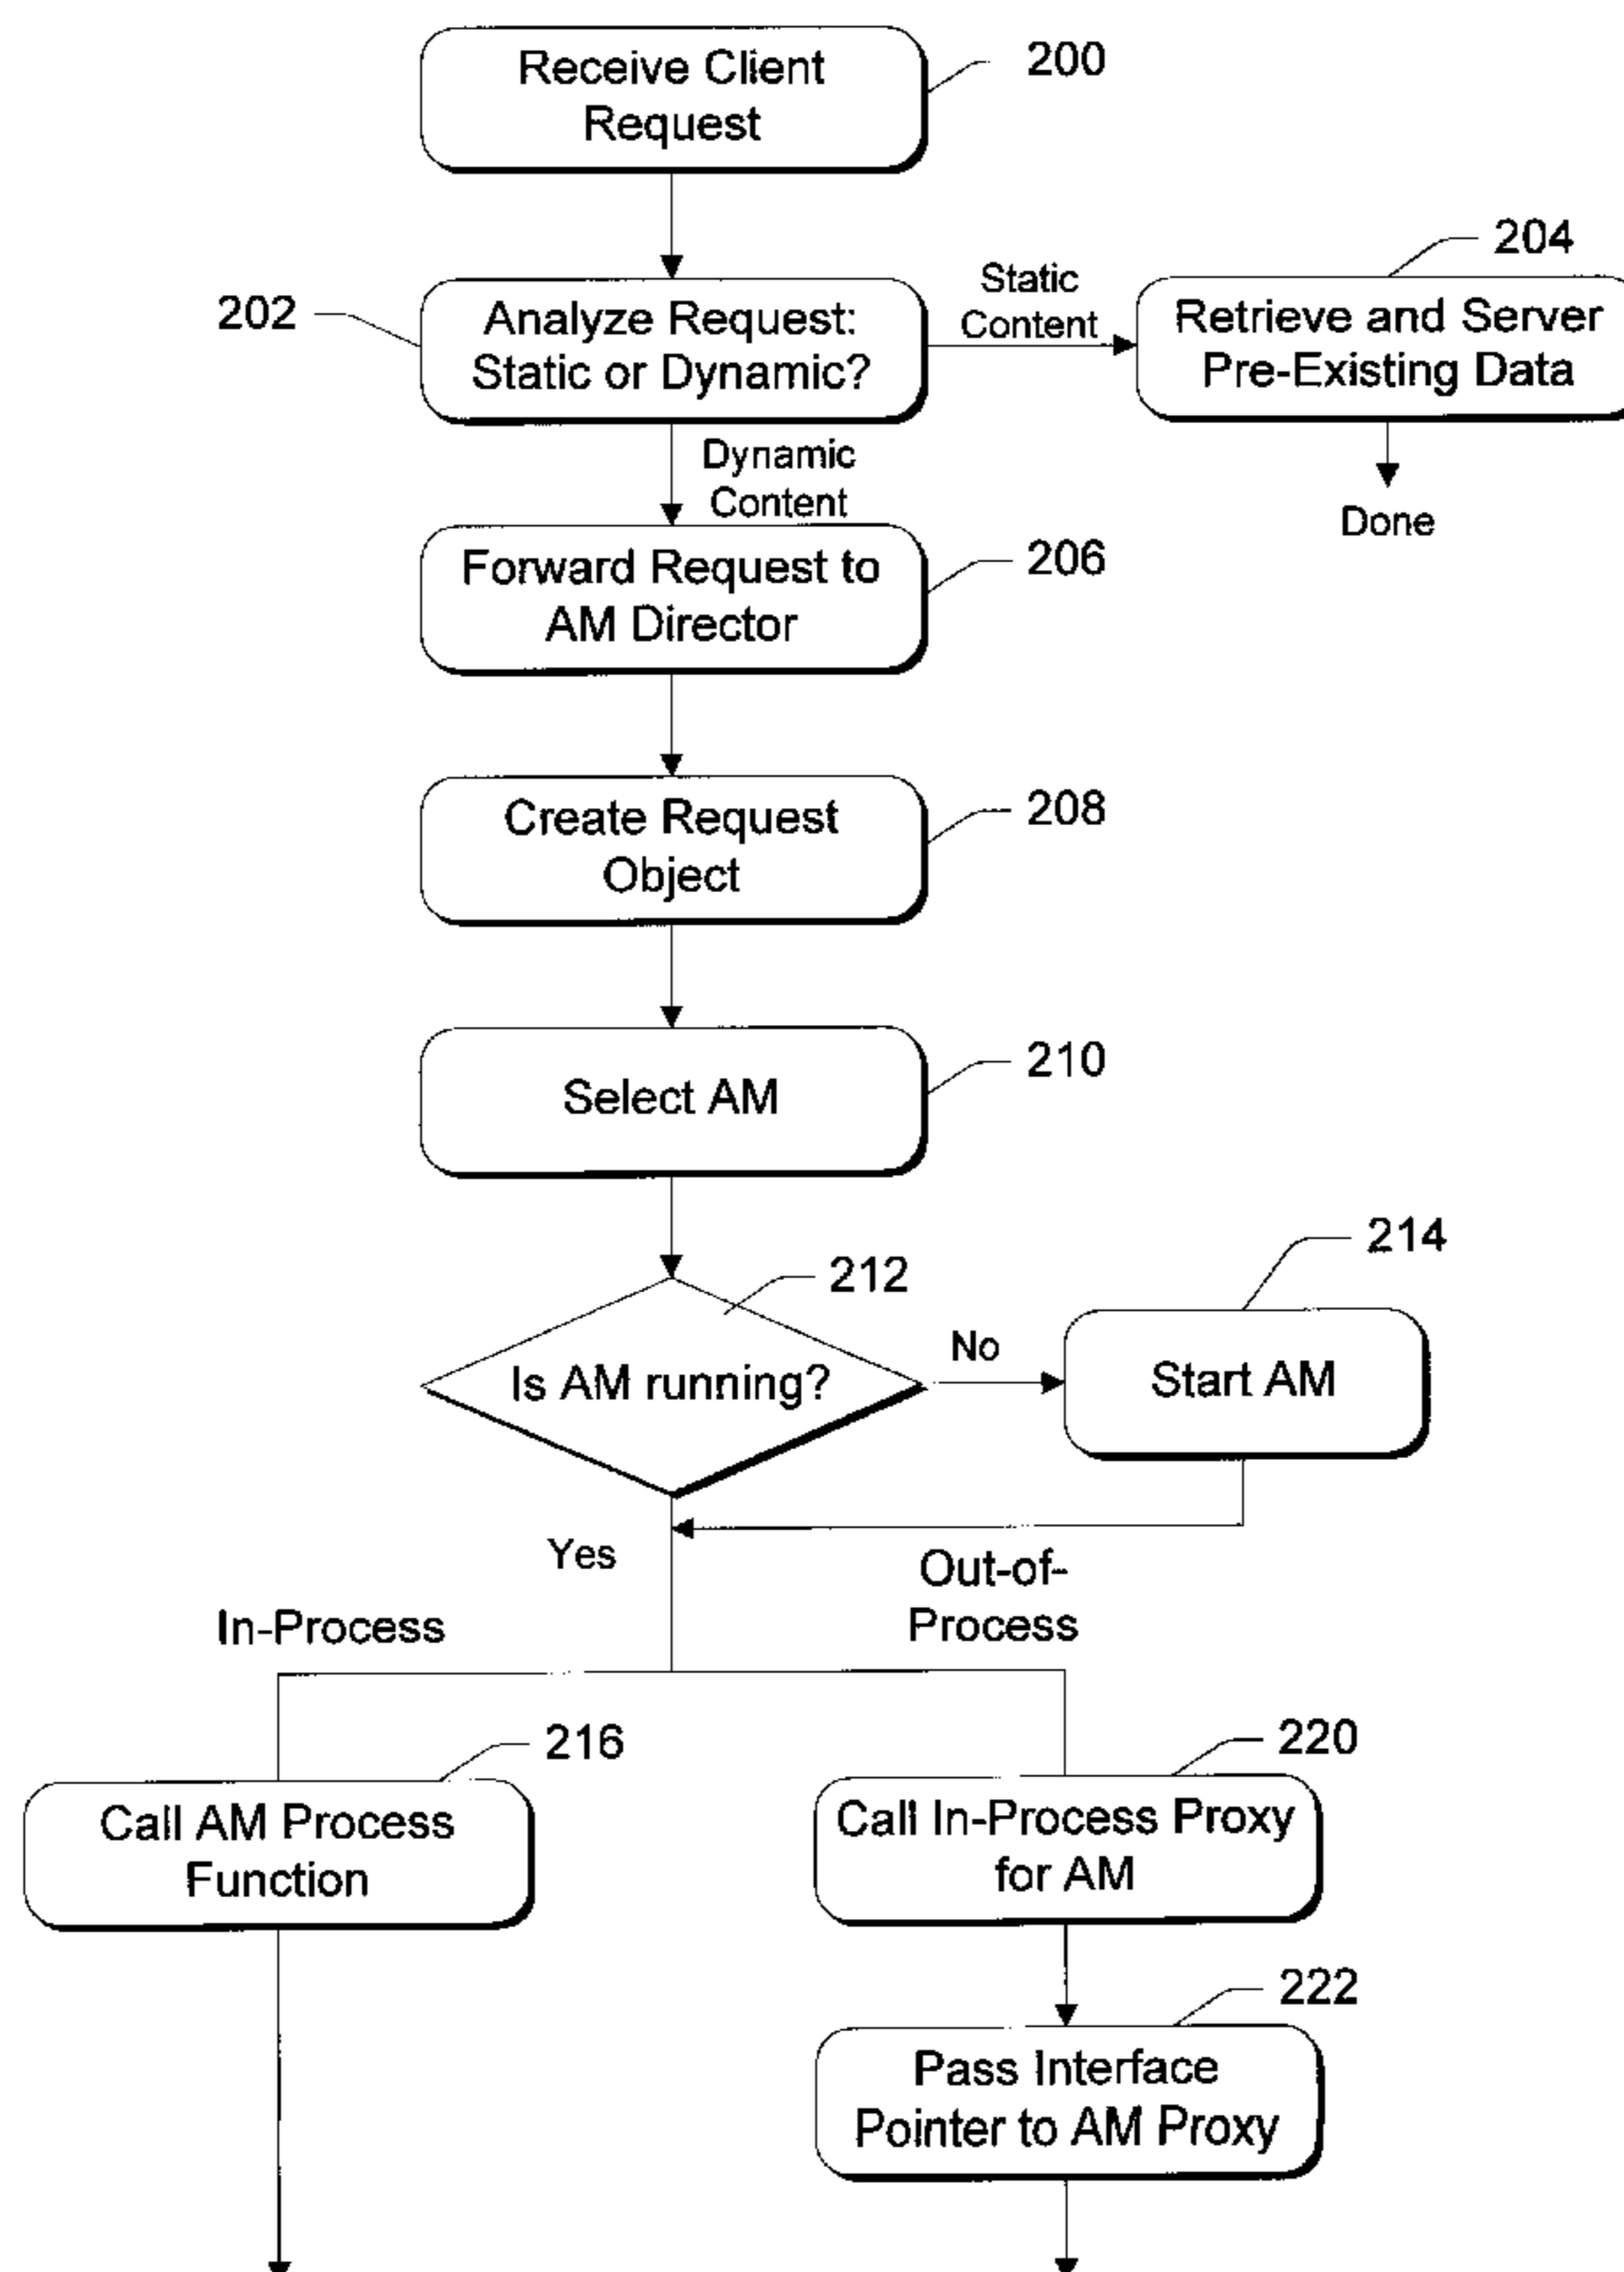 Receive Client
Request
200
202
Analyze Request:
Static or Dynamic?
Static
Content
204
Retrieve and Server
Pre-Existing Data
Done
Dynamic
Content
Forward Request to
AM Director
206
Create Request
Object
208
Select AM
210
212
Is AM running?
No
214
Start AM
Yes
In-Process
Out-of-
Process
216
Call AM Process
Function
220
Call In-Process Proxy
for AM
222
Pass Interface
Pointer to AM Proxy